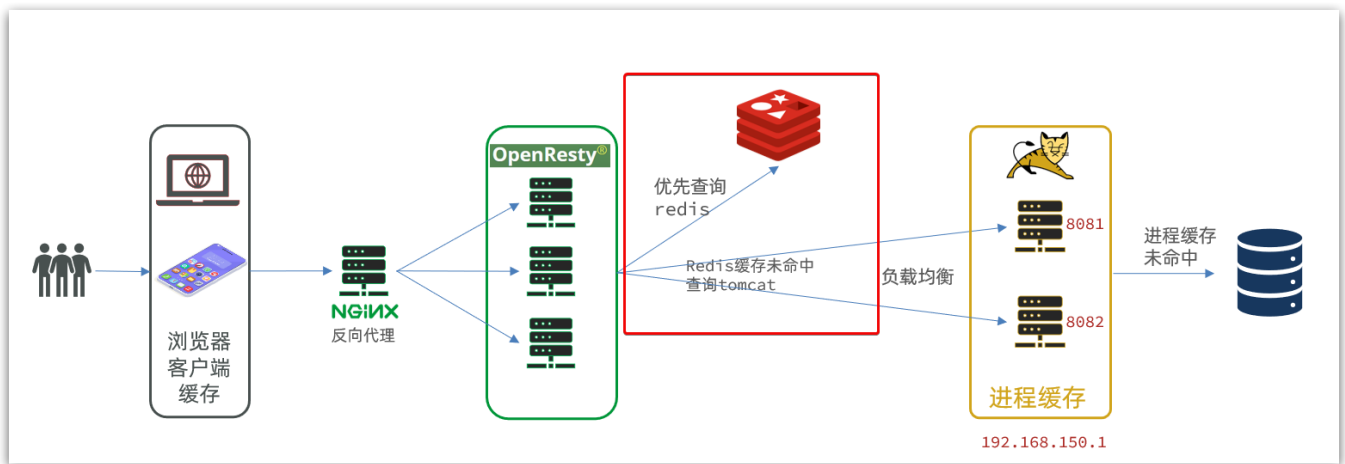 浏览器
客户端
缓存
NGiNX
反向代理
OpenResty®
优先查询
redis
Redis缓存未命中
查询tomcat
负载均衡
8081
8082
进程缓存
192.168.150.1
进程缓存
未命中